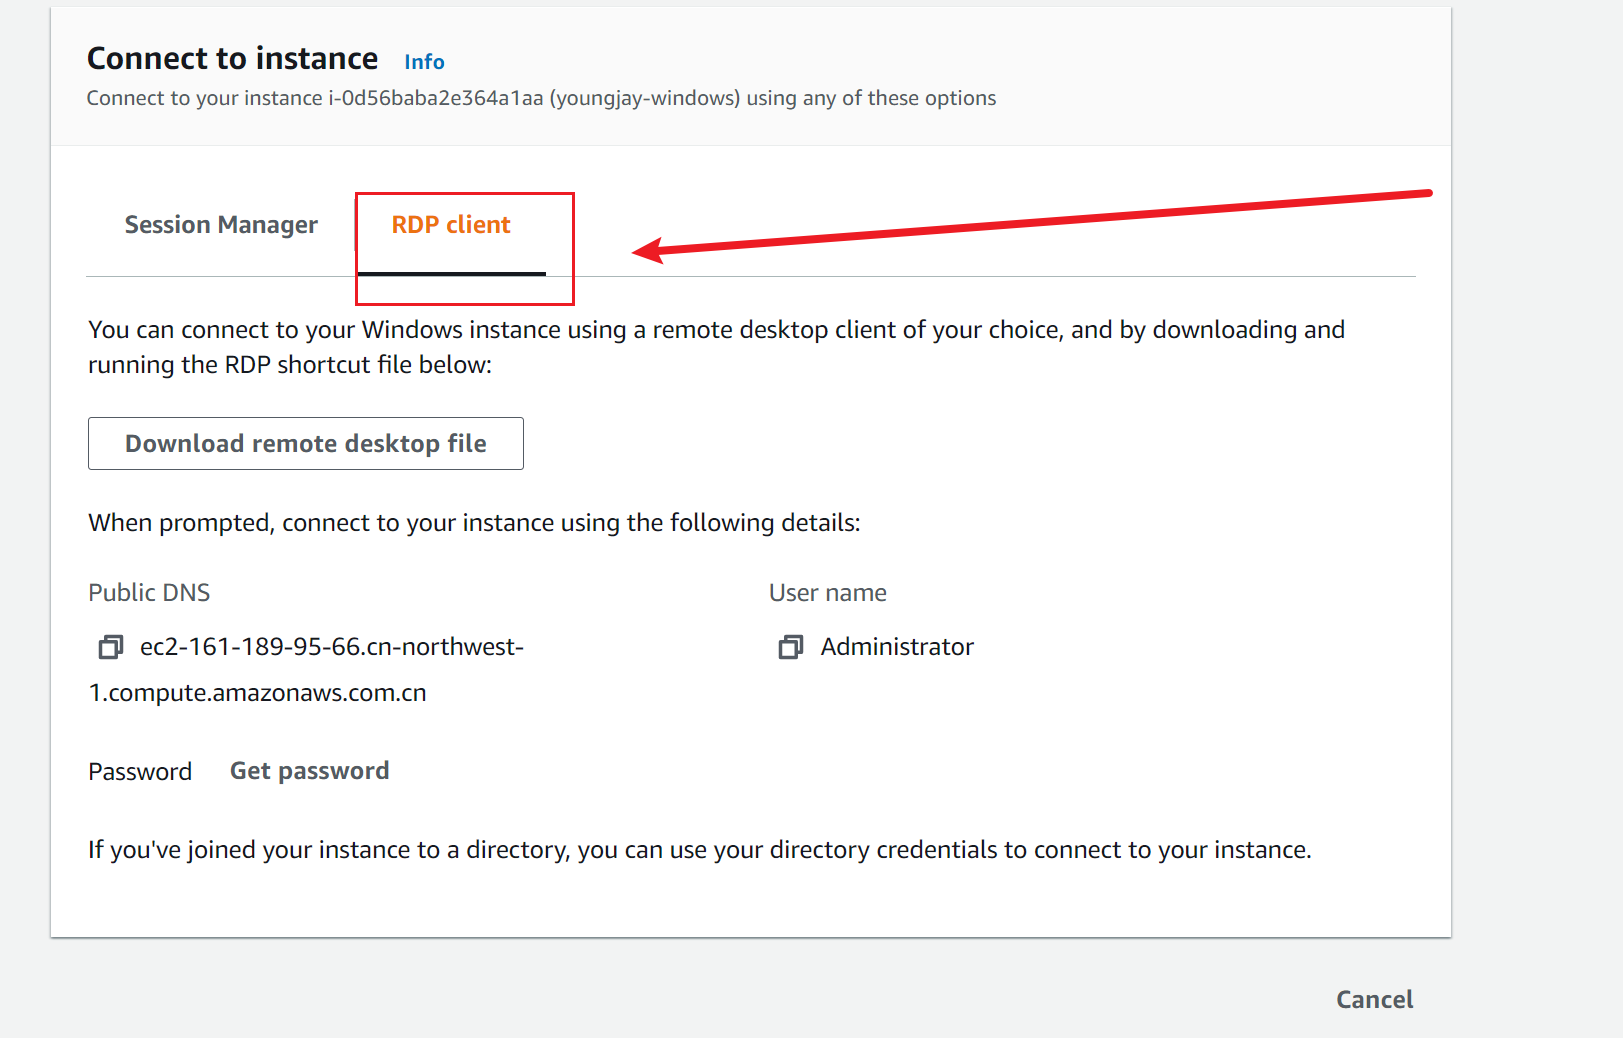 Connect to instance Info
Connect to your instance i-0d56baba2e364a1aa (youngjay-windows) using any of these options
Session Manager RDP client
You can connect to your Windows instance using a remote desktop client of your choice, and by downloading and
running the RDP shortcut file below:
Download remote desktop file
When prompted, connect to your instance using the following details:
Public DNS User name
ec2-161-189-95-66.cn-northwest- Administrator
1.compute.amazonaws.com.cn
Password Get password
If you've joined your instance to a directory, you can use your directory credentials to connect to your instance.
Cancel